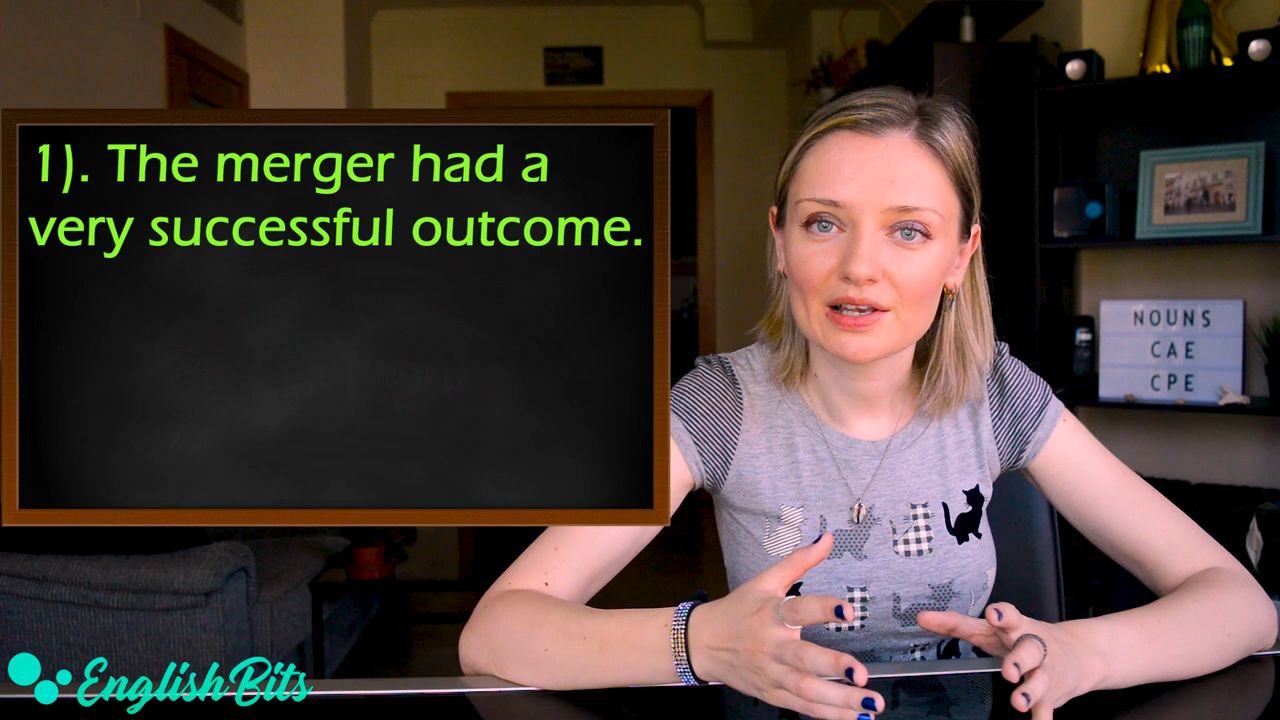 1). The merger had a
very successful outcome.
NOUNS
CAE
CPE
EnglishBits